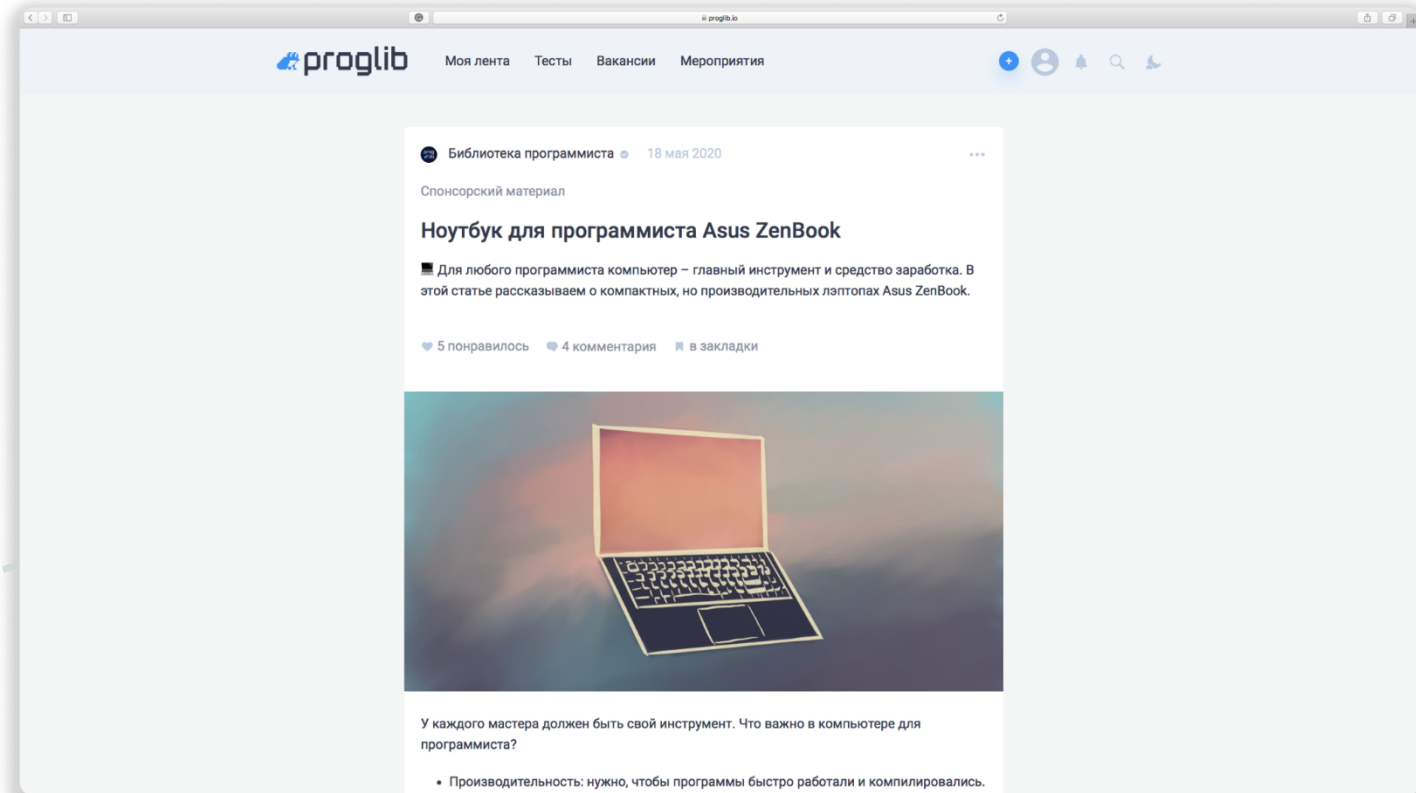 proglib.io
proglib
Моя лента Тесты Вакансии Мероприятия
Библиотека программиста 18 мая 2020
Спонсорский материал
Ноутбук для программиста Asus ZenBook
Для любого программиста компьютер – главный инструмент и средство заработка. В
этой статье рассказываем о компактных, но производительных лэптопах Asus ZenBook.
5 понравилось 4 комментария в закладки
У каждого мастера должен быть свой инструмент. Что важно в компьютере для
программиста?
• Производительность: нужно, чтобы программы быстро работали и компилировались.